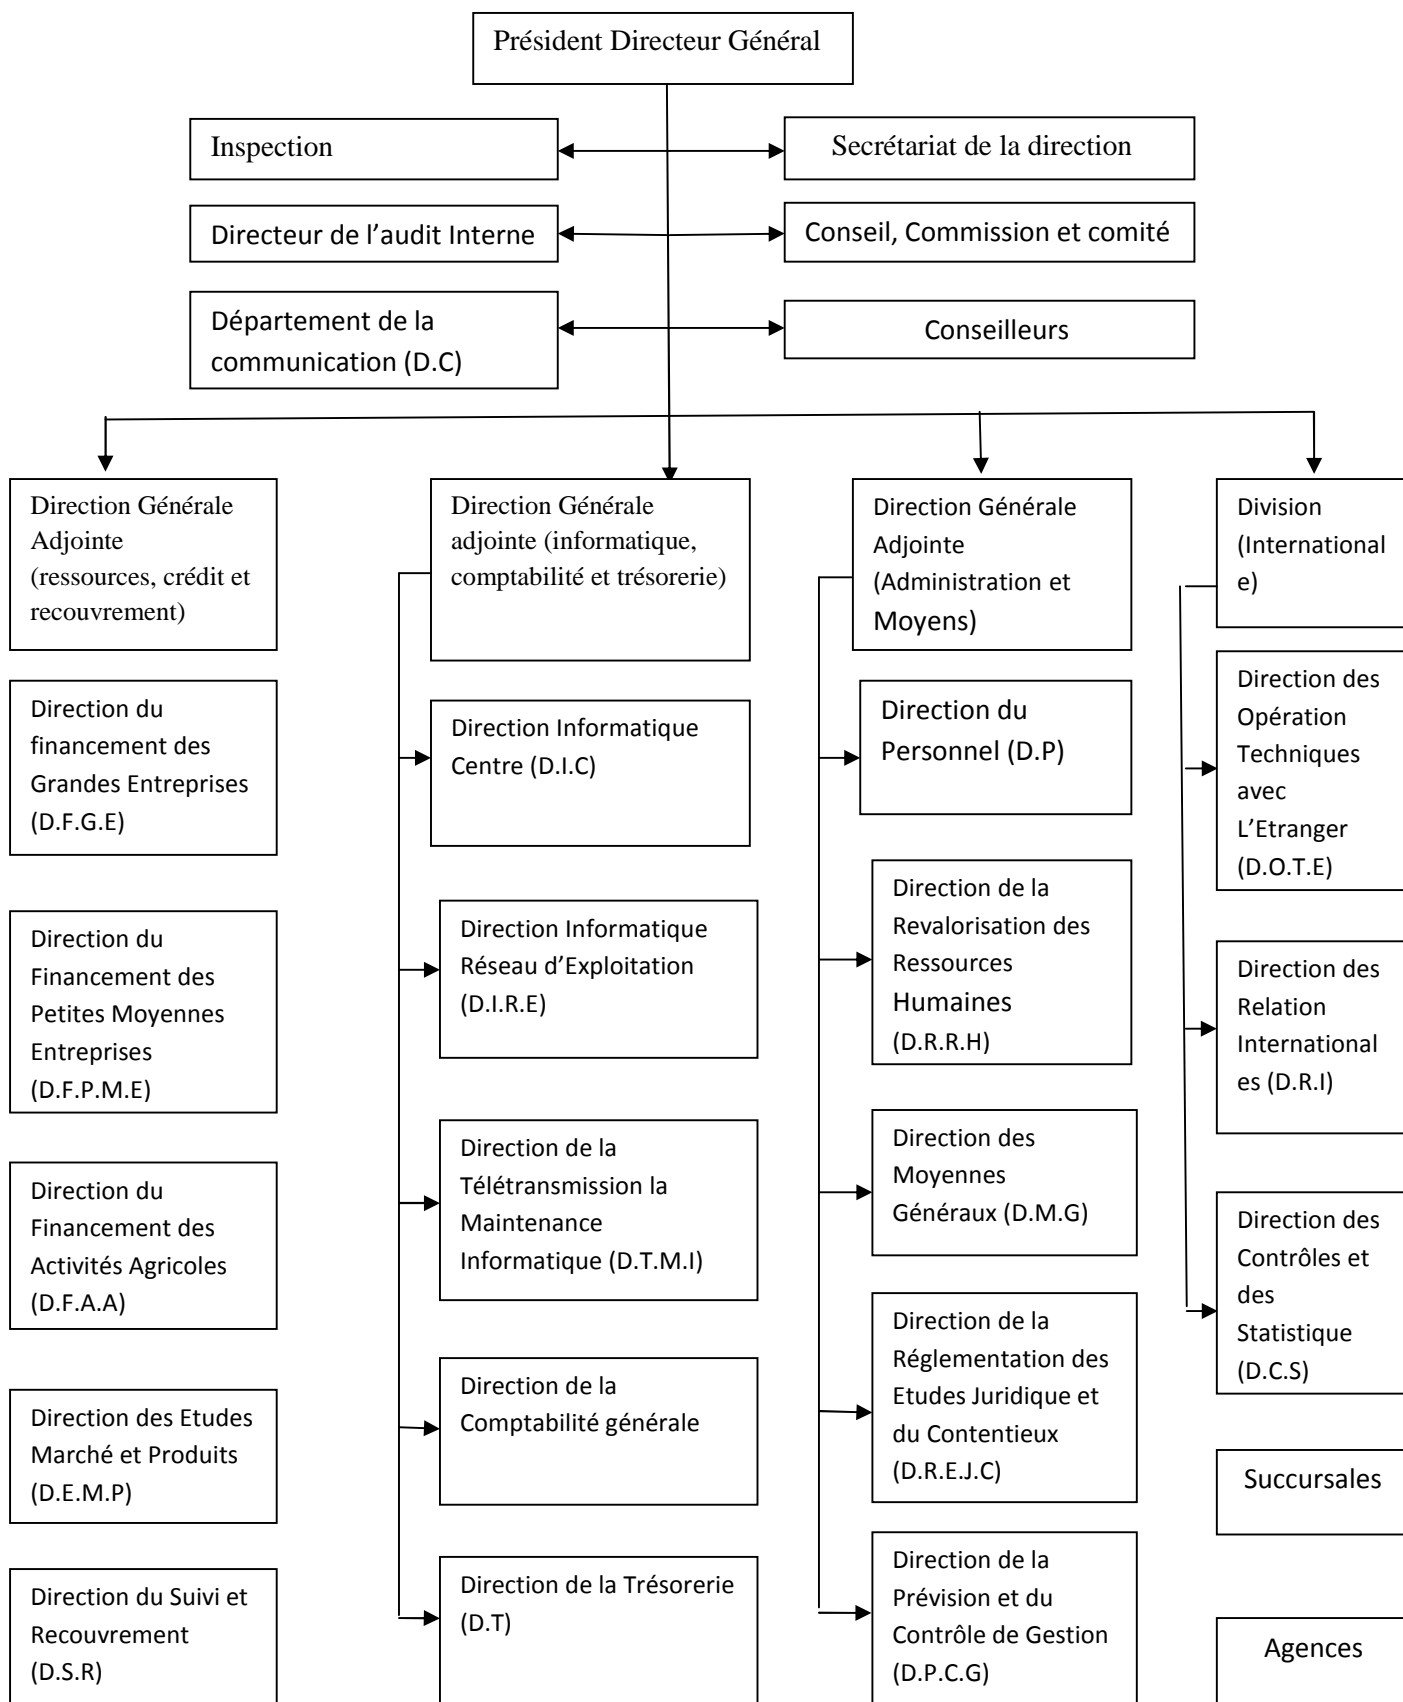 Président Directeur Général
Inspection
Secrétariat de la direction
Directeur de l’audit Interne
Conseil, Commission et comité
Département de la
communication (D.C)
Conseilleurs
Direction Générale
Adjointe
(ressources, crédit et
recouvrement)
Direction Générale
adjointe (informatique,
comptabilité et trésorerie)
Direction Générale
Adjointe
(Administration et
Moyens)
Division
(International
e)
Direction du
financement des
Grandes Entreprises
(D.F.G.E)
Direction du
Financement des
Petites Moyennes
Entreprises
(D.F.P.M.E)
Direction du
Financement des
Activités Agricoles
(D.F.A.A)
Direction des Etudes
Marché et Produits
(D.E.M.P)
Direction du Suivi et
Recouvrement
(D.S.R)
Direction Informatique
Centre (D.I.C)
Direction Informatique
Réseau d’Exploitation
(D.I.R.E)
Direction de la
Télétransmission la
Maintenance
Informatique (D.T.M.I)
Direction de la
Comptabilité générale
Direction de la Trésorerie
(D.T)
Direction du
Personnel (D.P)
Direction de la
Revalorisation des
Ressources
Humaines
(D.R.R.H)
Direction des
Moyennes
Généraux (D.M.G)
Direction de la
Réglementation des
Etudes Juridique et
du Contentieux
(D.R.E.J.C)
Direction de la
Prévision et du
Contrôle de Gestion
(D.P.C.G)
Direction des
Opération
Techniques
avec
L’Etranger
(D.O.T.E)
Direction des
Relation
International
es (D.R.I)
Direction des
Contrôles et
des
Statistique
(D.C.S)
Succursales
Agences